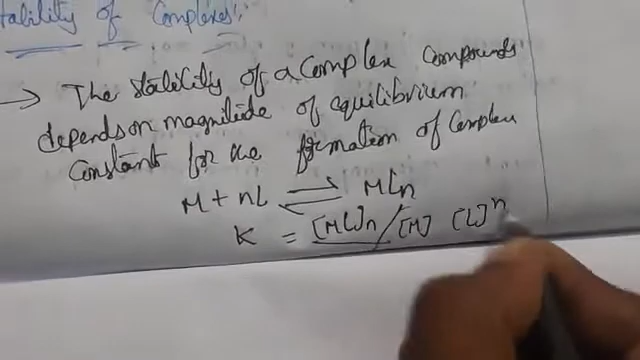 tability of Complexes:
→ The stability of a complex compounds
depends on magnitude of equilibrium
constant for the formation of complex
M + nL ⇌ MLn
K = [ML]n / [M] [L]^n